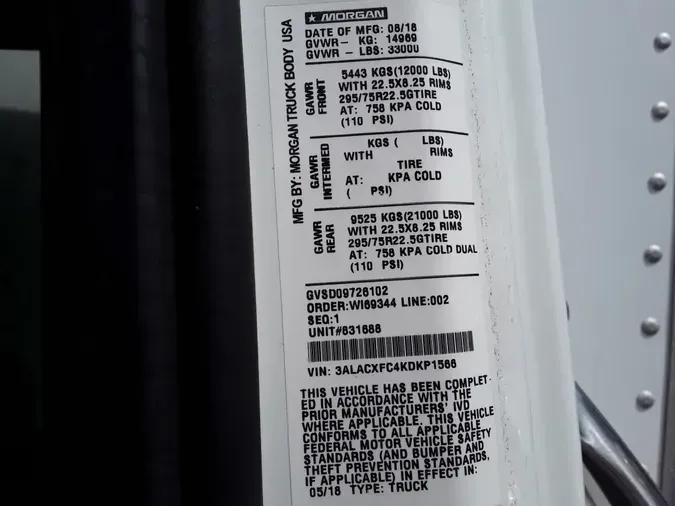 MORGAN
DATE OF MFG: 06/18
GVWR- KG: 14969
GVWR - LBS: 33000
MFG BY: MORGAN TRUCK BODY USA
GAWR
FRONT
5443 KGS(12000 LBS)
WITH 22.5X8.25 RIMS
295/75R22.5GTIRE
AT: 758 KPA COLD
(110 PSI)
GAWR
INTERMED
KGS ( LBS)
WITH RIMS
TIRE
AT: KPA COLD
( PSI)
GAWR
REAR
9525 KGS(21000 LBS)
WITH 22.5X8.25 RIMS
295/75R22.5GTIRE
AT: 758 KPA COLD DUAL
(110 PSI)
GVSD09726102
ORDER:WI69344 LINE:002
SEQ:1
UNIT#631688
VIN: 3ALACXFC4KDKP1566
THIS VEHICLE HAS BEEN COMPLET-
ED IN ACCORDANCE WITH THE
PRIOR MANUFACTURERS' IVD
WHERE APPLICABLE. THIS VEHICLE
CONFORMS TO ALL APPLICABLE
FEDERAL MOTOR VEHICLE SAFETY
STANDARDS (AND BUMPER AND
THEFT PREVENTION STANDARDS,
IF APPLICABLE) IN EFFECT IN:
05/18 TYPE: TRUCK